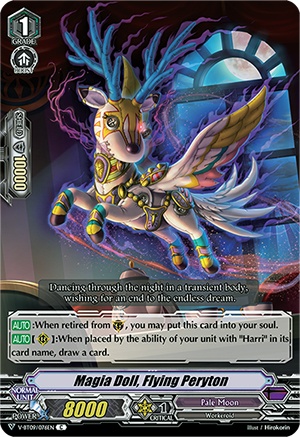 1
GRADE
BOOST
SHIELD
10000
Dancing through the night in a transient body,
wishing for an end to the endless dream.
AUTO:When retired from , you may put this card into your soul.
AUTO :When placed by the ability of your unit with "Harri" in its
card name, draw a card.
NORMAL
UNIT
Magia Doll, Flying Peryton
POWER
8000
1
CRITICAL
Pale Moon
Workeroid
V-BT09/076EN C
Illust / Hirokorin